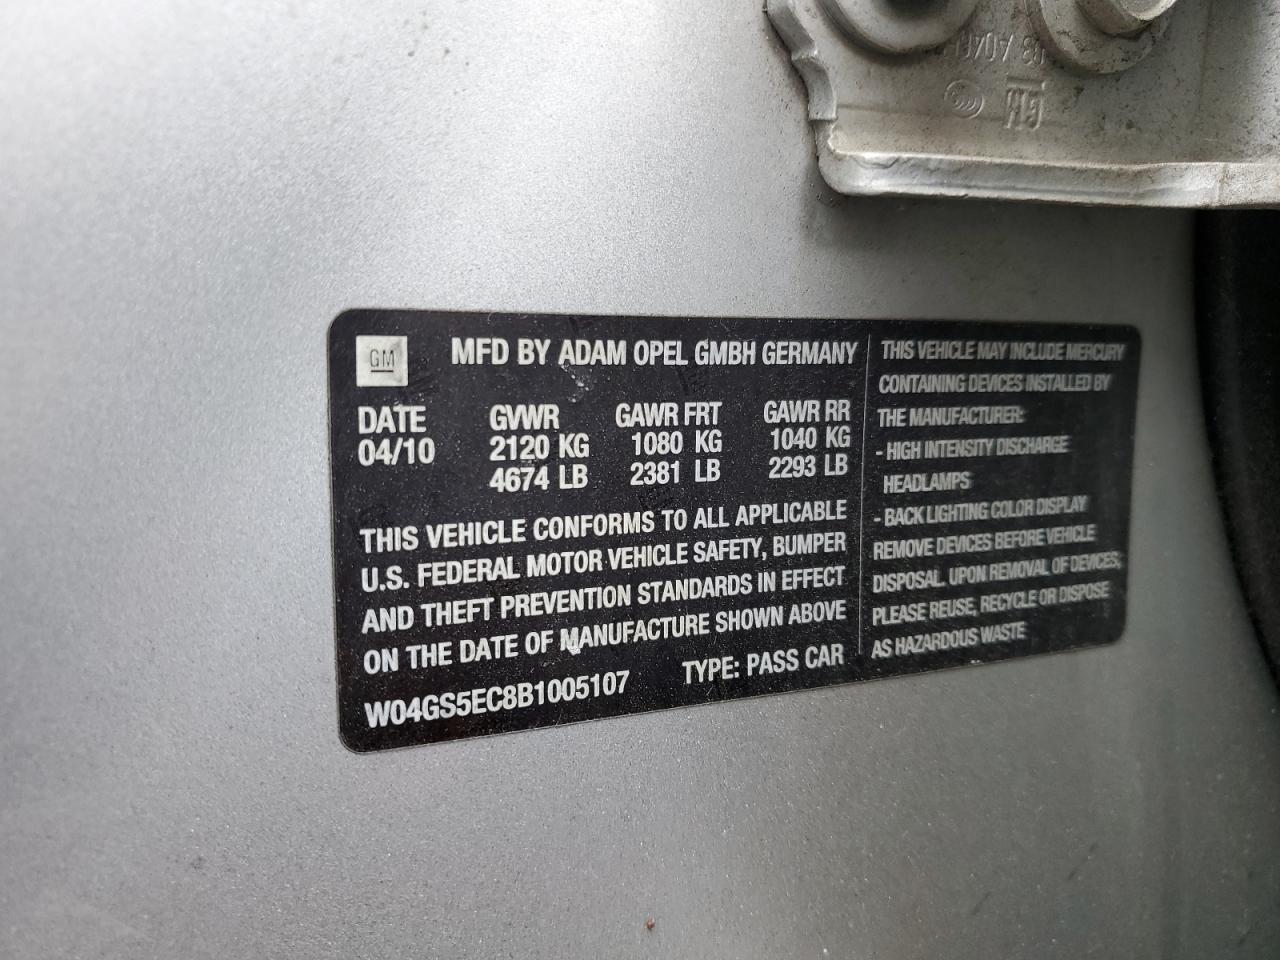 GM
MFD BY ADAM OPEL GMBH GERMANY
DATE GVWR GAWR FRT GAWR RR
04/10 2120 KG 1080 KG 1040 KG
4674 LB 2381 LB 2293 LB
THIS VEHICLE CONFORMS TO ALL APPLICABLE
U.S. FEDERAL MOTOR VEHICLE SAFETY, BUMPER
AND THEFT PREVENTION STANDARDS IN EFFECT
ON THE DATE OF MANUFACTURE SHOWN ABOVE
W04GS5EC8B1005107 TYPE: PASS CAR
THIS VEHICLE MAY INCLUDE MERCURY
CONTAINING DEVICES INSTALLED BY
THE MANUFACTURER:
- HIGH INTENSITY DISCHARGE
HEADLAMPS
- BACK LIGHTING COLOR DISPLAY
REMOVE DEVICES BEFORE VEHICLE
DISPOSAL. UPON REMOVAL OF DEVICES,
PLEASE REUSE, RECYCLE OR DISPOSE
AS HAZARDOUS WASTE